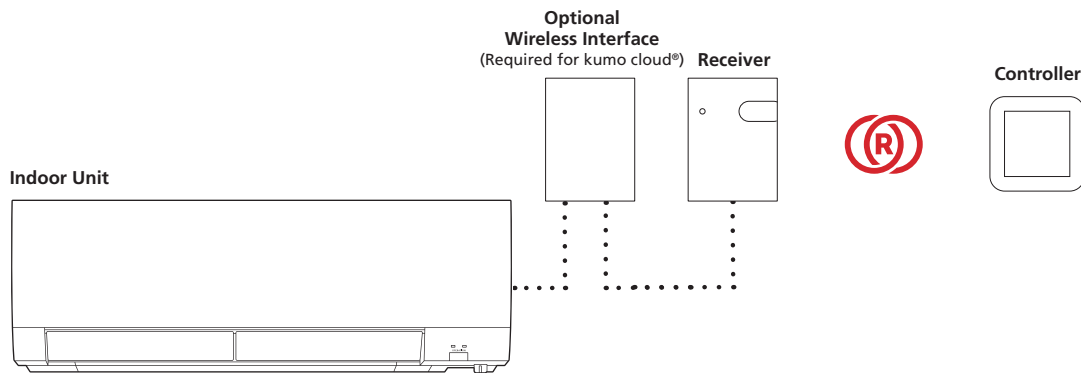 Optional
Wireless Interface
(Required for kumo cloud®)
Receiver
Controller
R
Indoor Unit